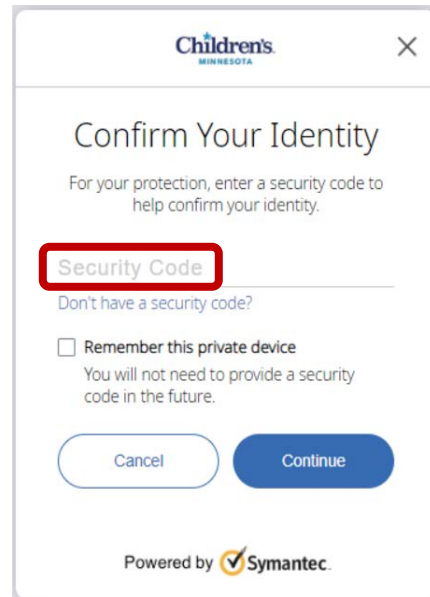 Children's
MINNESOTA
Confirm Your Identity
For your protection, enter a security code to
help confirm your identity.
Security Code
Don't have a security code?
Remember this private device
You will not need to provide a security
code in the future.
Cancel Continue
Powered by Symantec.